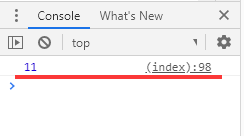 Console What's New
top
11 (index):98